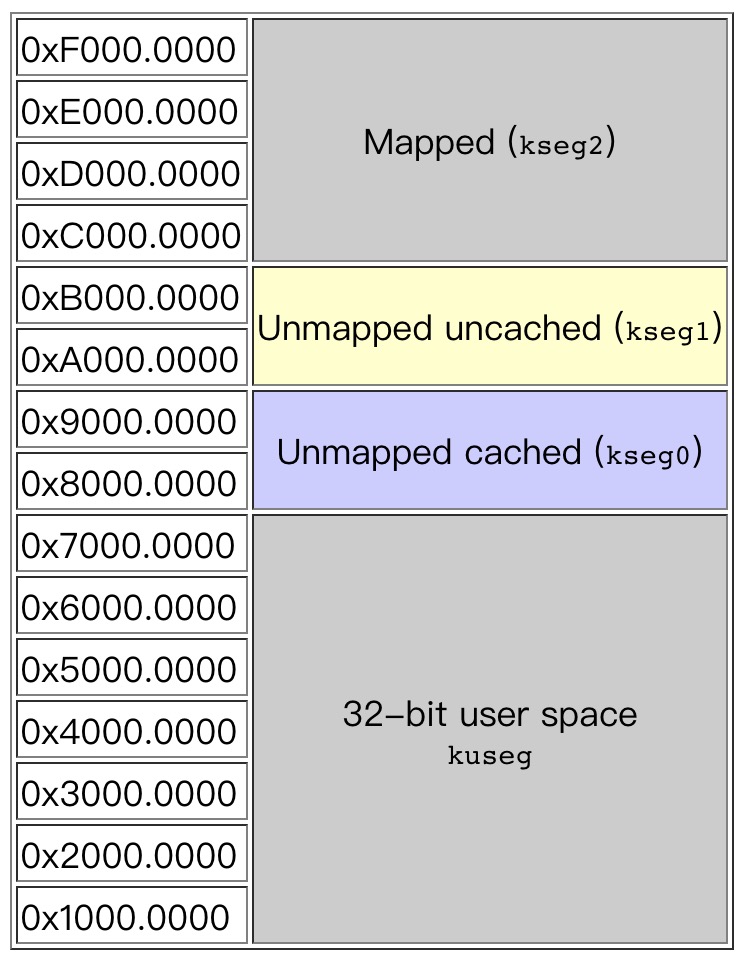 0xF000.0000
0xE000.0000
Mapped (kseg2)
0xD000.0000
0xC000.0000
0xB000.0000
Unmapped uncached (kseg1)
0xA000.0000
0x9000.0000
Unmapped cached (kseg0)
0x8000.0000
0x7000.0000
0x6000.0000
0x5000.0000
32–bit user space
kuseg
0x4000.0000
0x3000.0000
0x2000.0000
0x1000.0000